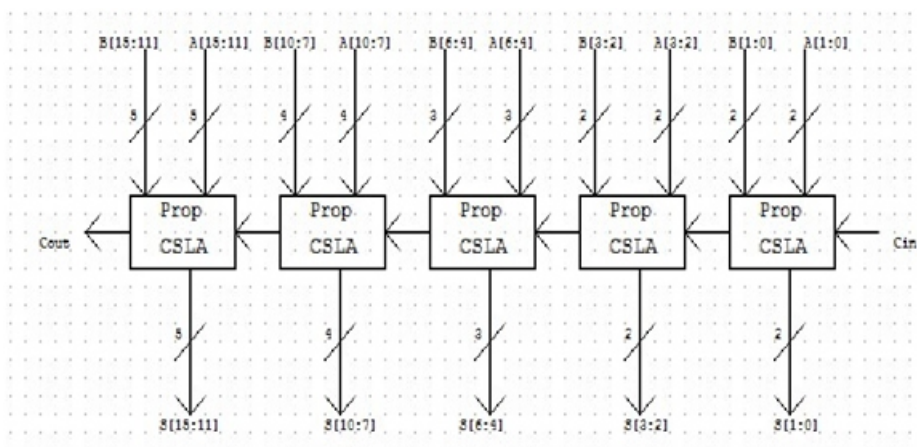 B[15:11] A[15:11] B[10:7] A[10:7] B[6:4] A[6:4] B[3:2] A[3:2] B[1:0] A[1:0]
5 5 4 4 3 3 2 2 2 2
Prop Prop Prop Prop Prop
Cout CSLA CSLA CSLA CSLA CSLA Cin
5 4 3 2 2
S[15:11] S[10:7] S[6:4] S[3:2] S[1:0]